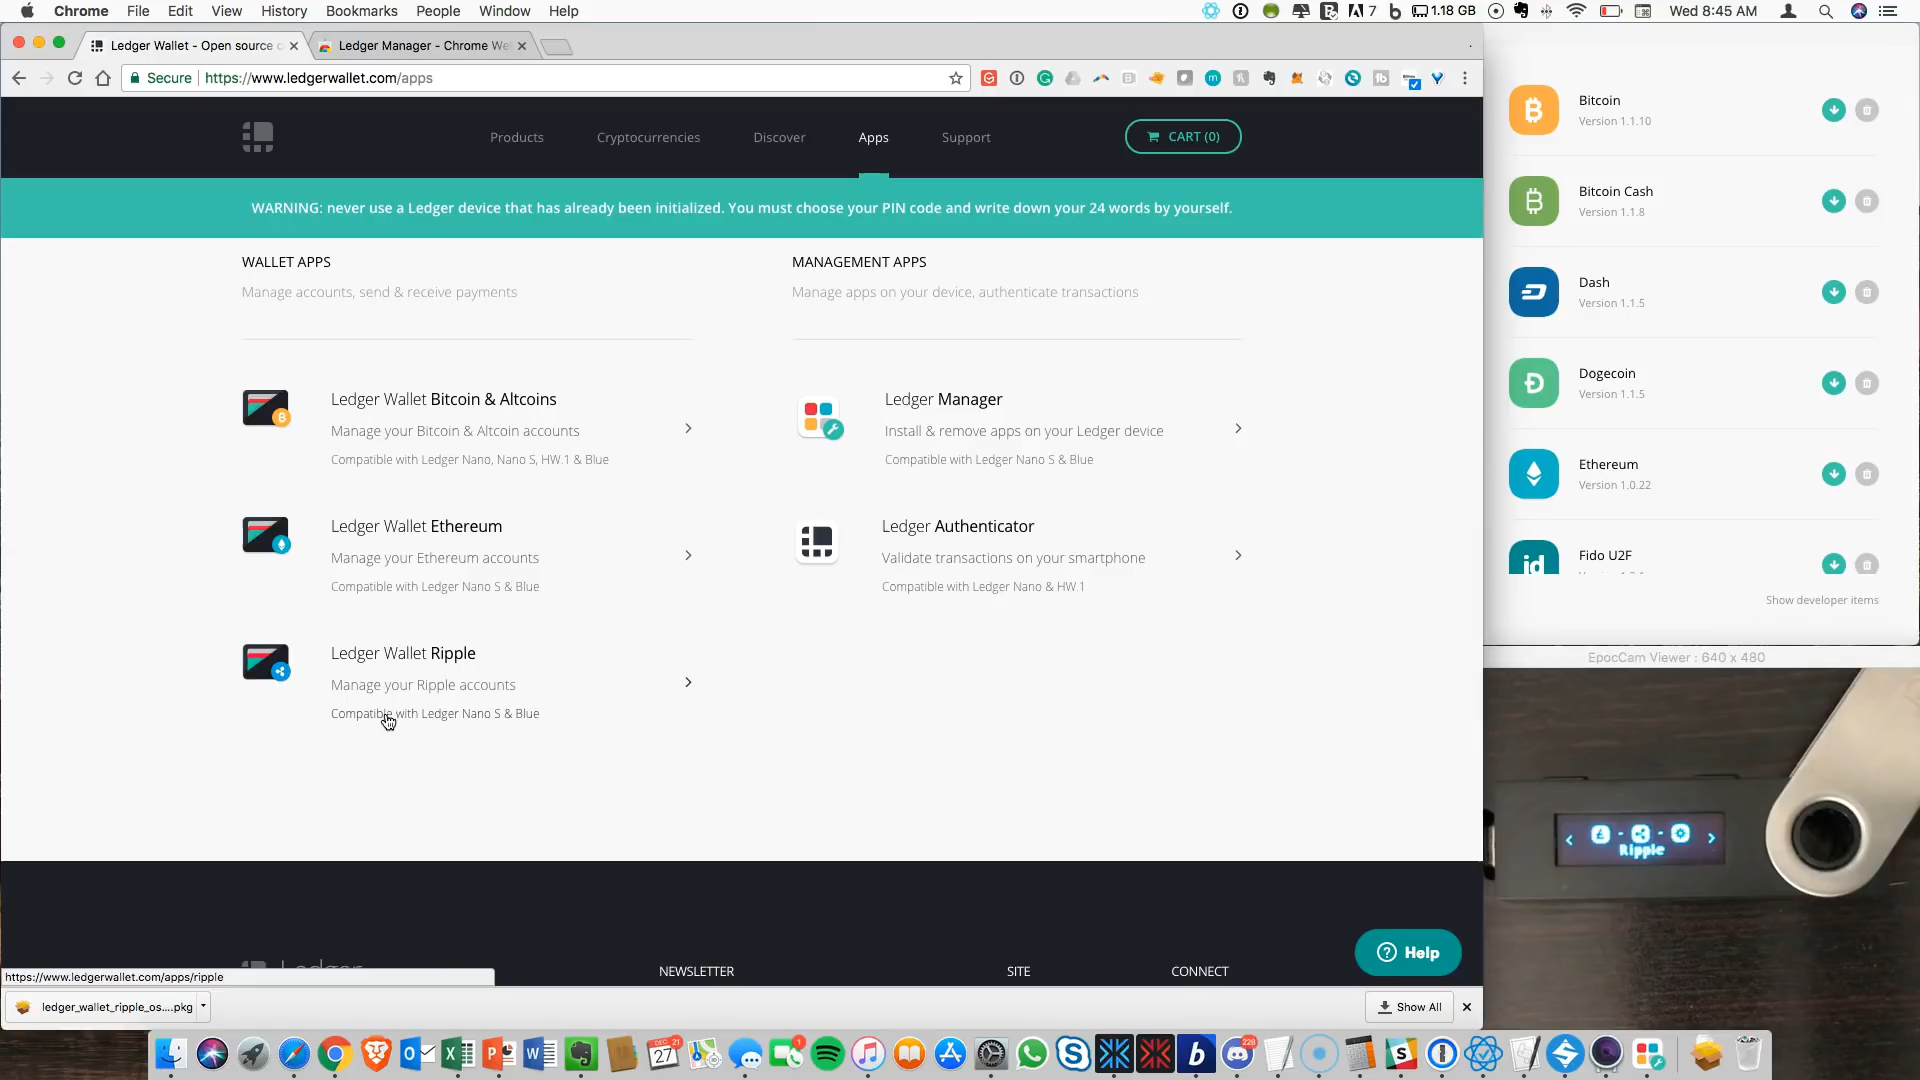 Chrome File Edit View History Bookmarks People Window Help
7 1.18 GB Wed 8:45 AM
Ledger Wallet - Open source c
Ledger Manager - Chrome We
Secure https://www.ledgerwallet.com/apps
Products Cryptocurrencies Discover Apps Support CART (0)
WARNING: never use a Ledger device that has already been initialized. You must choose your PIN code and write down your 24 words by yourself.
WALLET APPS
Manage accounts, send & receive payments
Ledger Wallet Bitcoin & Altcoins
Manage your Bitcoin & Altcoin accounts
Compatible with Ledger Nano, Nano S, HW.1 & Blue
Ledger Wallet Ethereum
Manage your Ethereum accounts
Compatible with Ledger Nano S & Blue
Ledger Wallet Ripple
Manage your Ripple accounts
Compatible with Ledger Nano S & Blue
MANAGEMENT APPS
Manage apps on your device, authenticate transactions
Ledger Manager
Install & remove apps on your Ledger device
Compatible with Ledger Nano S & Blue
Ledger Authenticator
Validate transactions on your smartphone
Compatible with Ledger Nano & HW.1
Ledger
NEWSLETTER SITE CONNECT
Help
https://www.ledgerwallet.com/apps/ripple
ledger_wallet_ripple_os....pkg
Show All
Bitcoin
Version 1.1.10
Bitcoin Cash
Version 1.1.8
Dash
Version 1.1.5
Dogecoin
Version 1.1.5
Ethereum
Version 1.0.22
id
Fido U2F
Show developer items
EpocCam Viewer : 640 x 480
Ripple
DEC
27
1
228